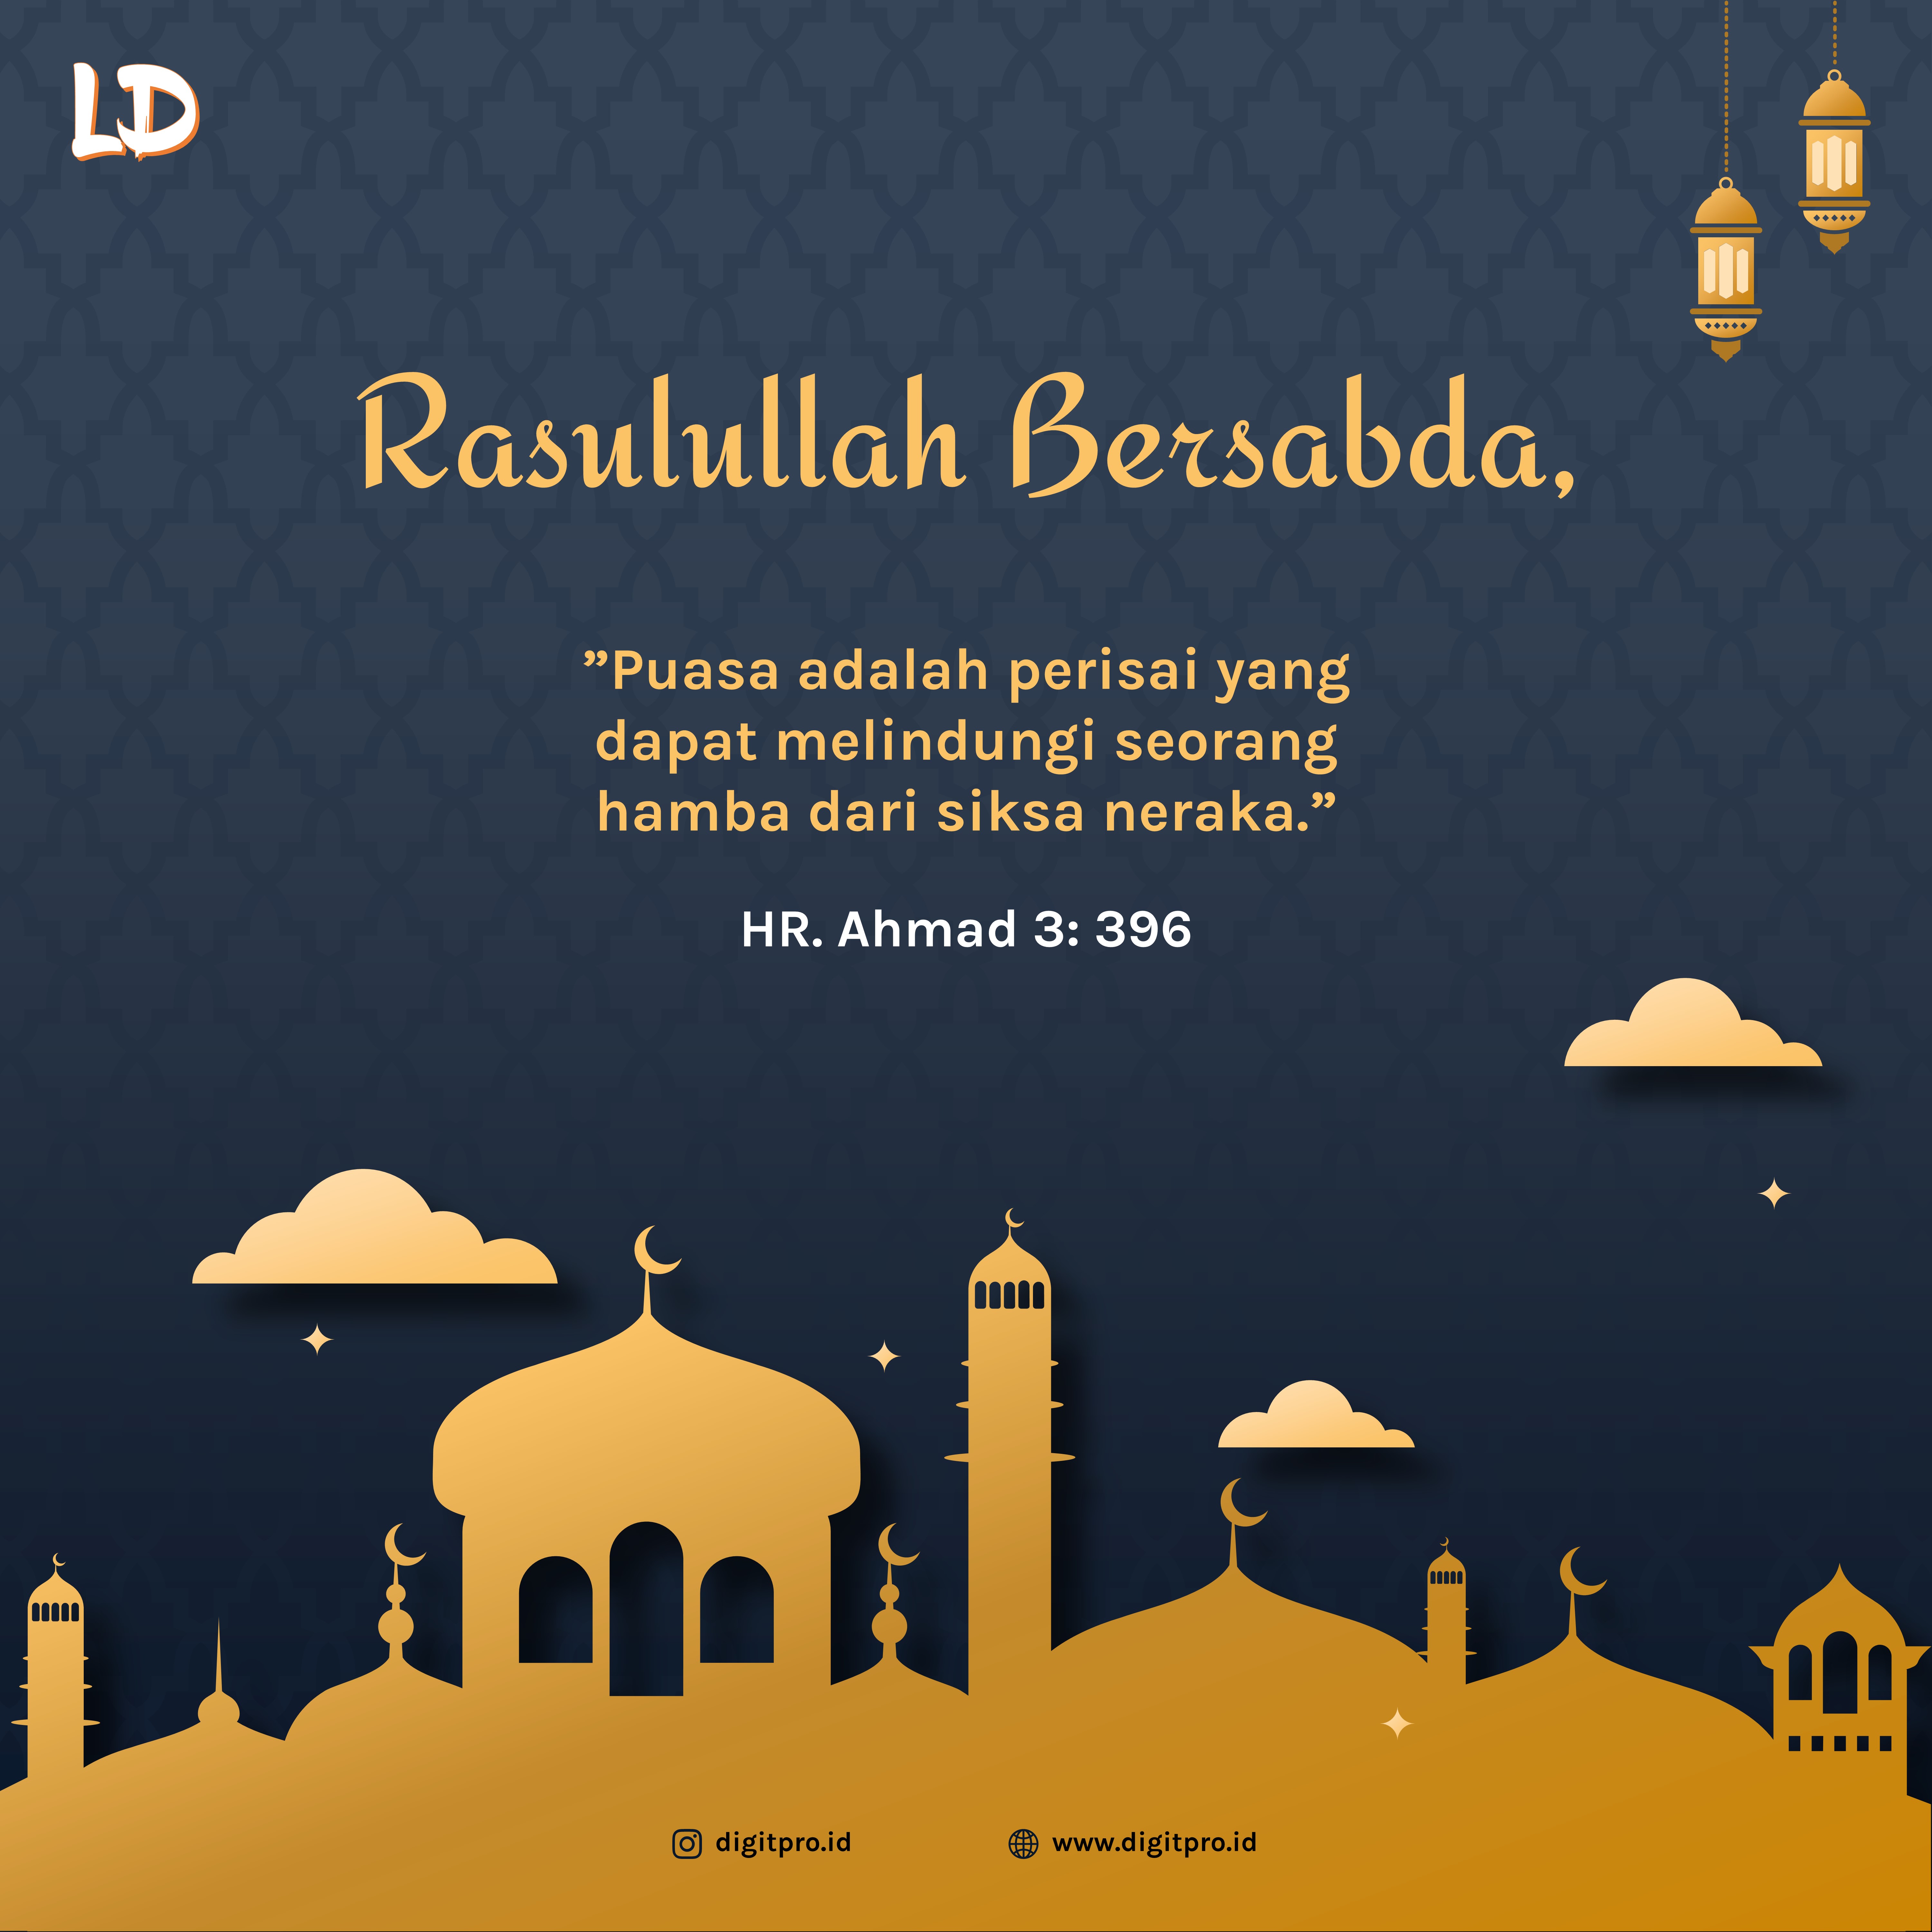 LD
Rasulullah Bersabda,
”Puasa adalah perisai yang
dapat melindungi seorang
hamba dari siksa neraka.”
HR. Ahmad 3: 396
digitpro.id
www.digitpro.id